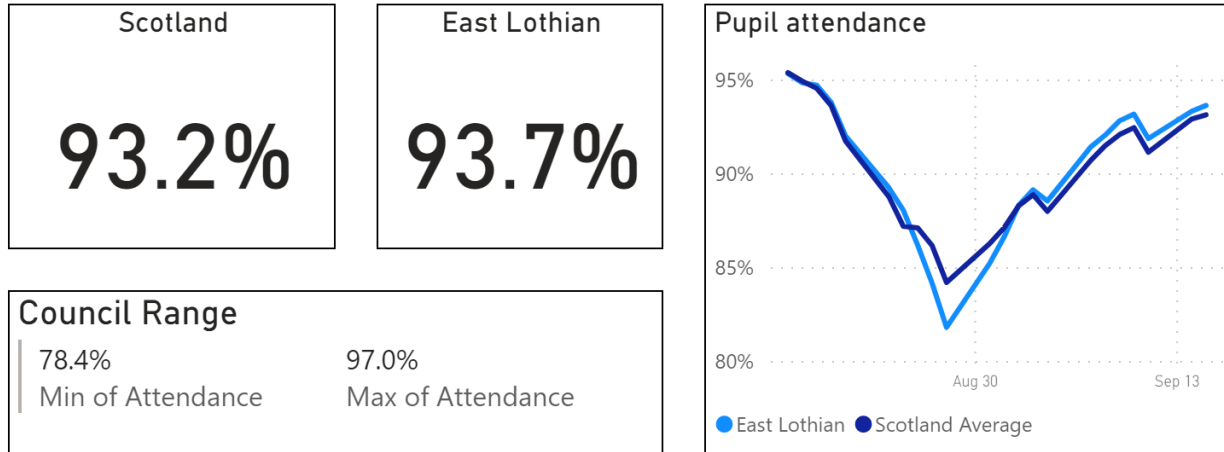 Scotland
93.2%
East Lothian
93.7%
Council Range
78.4%
Min of Attendance
97.0%
Max of Attendance
Pupil attendance
95%
90%
85%
80%
Aug 30
Sep 13
East Lothian
Scotland Average